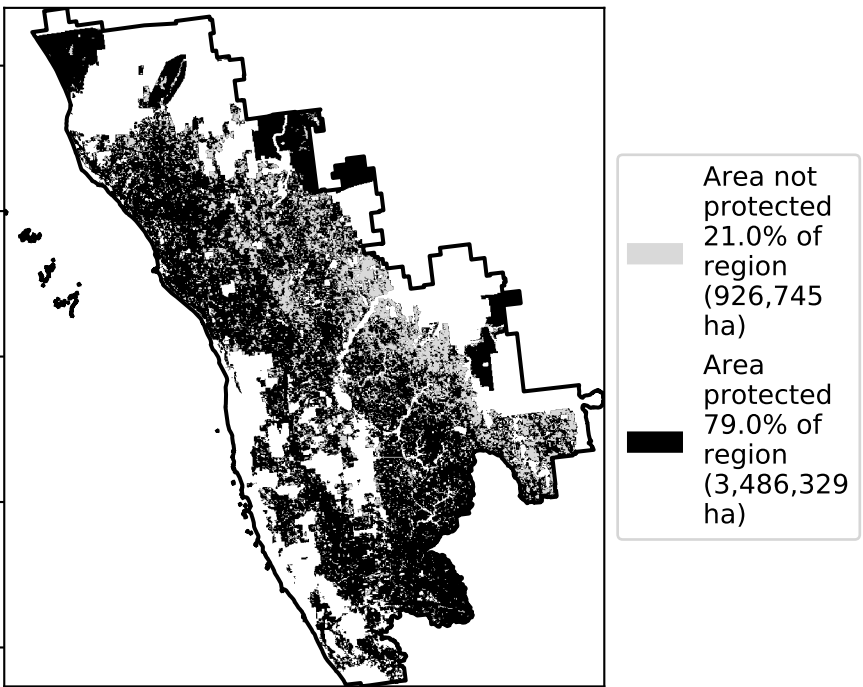 Area not
protected
21.0% of
region
(926,745
ha)
Area
protected
79.0% of
region
(3,486,329
ha)